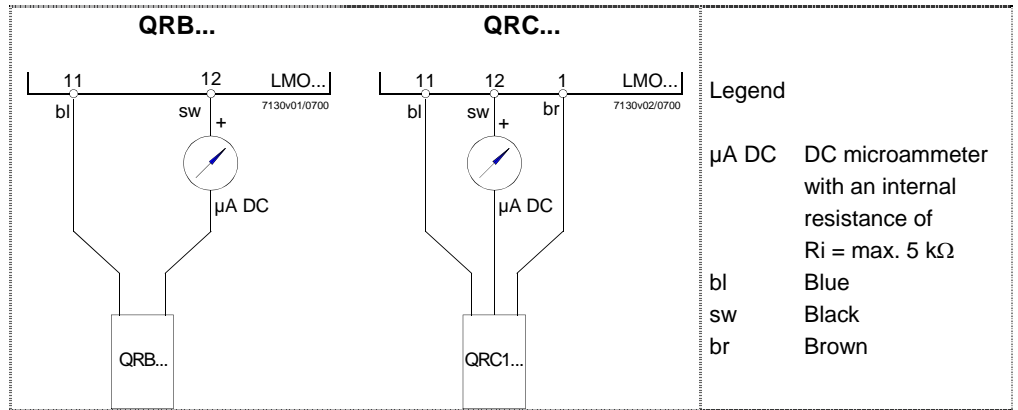 QRB...
11 12 LMO...
bl sw 7130v01/0700
+
µA DC
QRB...
QRC...
11 12 1 LMO...
bl sw br 7130v02/0700
+
µA DC
QRC1...
Legend
µA DC DC microammeter
with an internal
resistance of
Ri = max. 5 kΩ
bl Blue
sw Black
br Brown